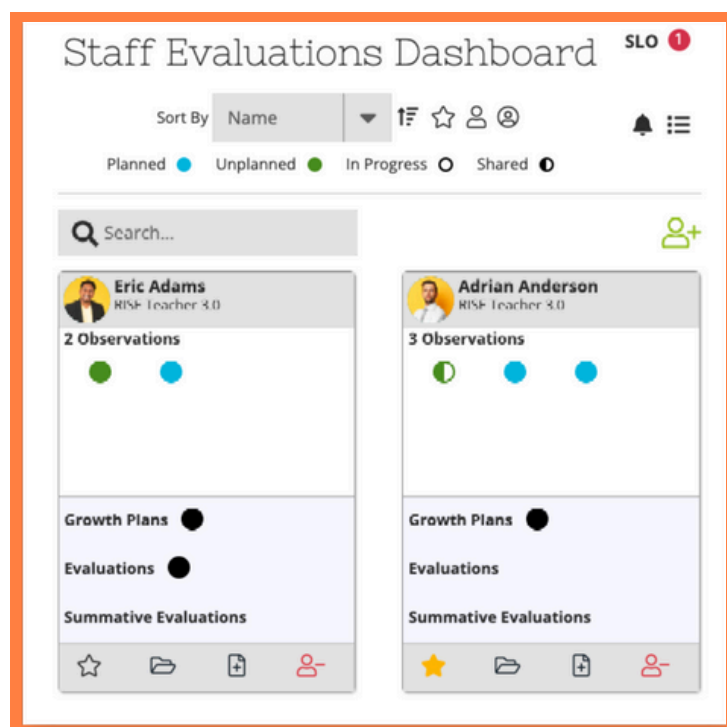 Staff Evaluations Dashboard
SLO 1
Sort By Name
Planned Unplanned In Progress Shared
Search...
Eric Adams
RISE Teacher 3.0
2 Observations
Growth Plans
Evaluations
Summative Evaluations
Adrian Anderson
RISE Teacher 3.0
3 Observations
Growth Plans
Evaluations
Summative Evaluations